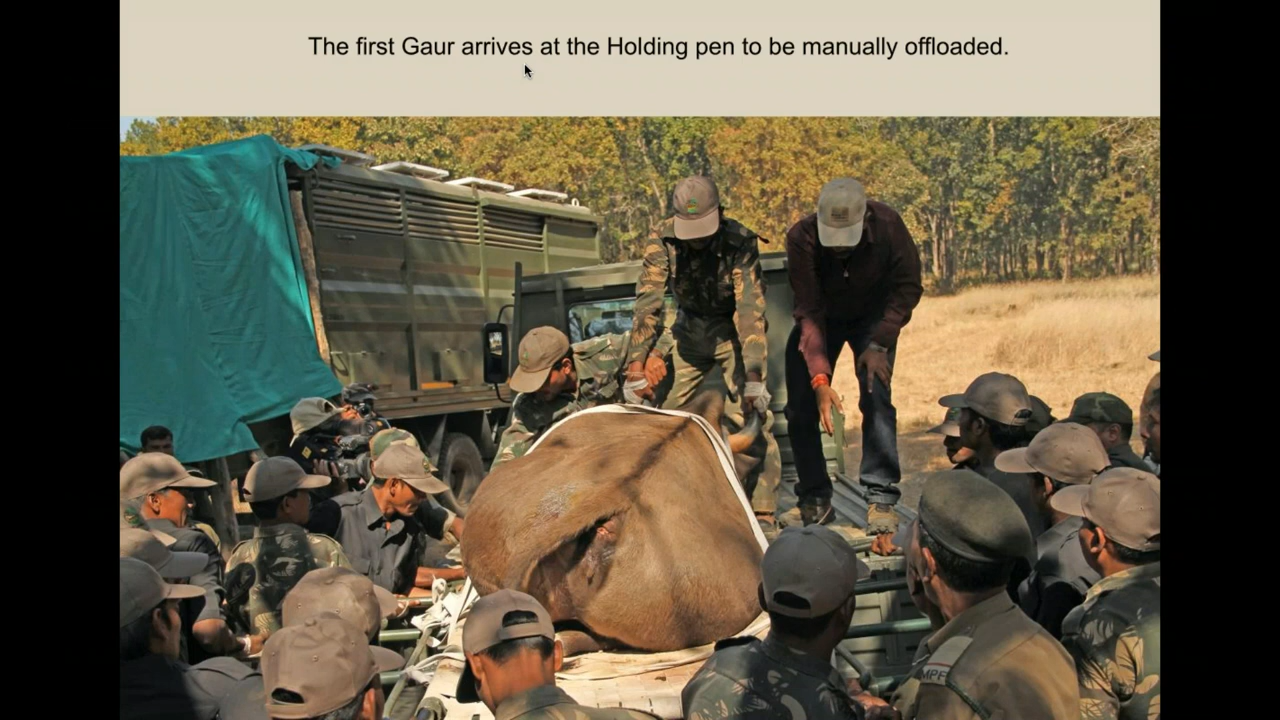 The first Gaur arrives at the Holding pen to be manually offloaded.
MPF